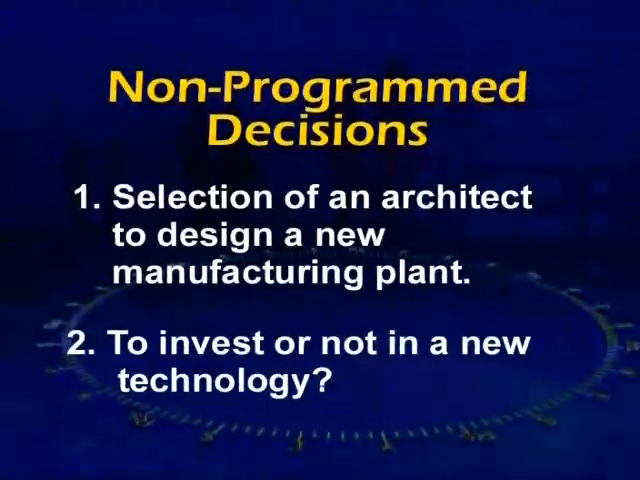 Non-Programmed
Decisions
1. Selection of an architect
to design a new
manufacturing plant.
2. To invest or not in a new
technology?